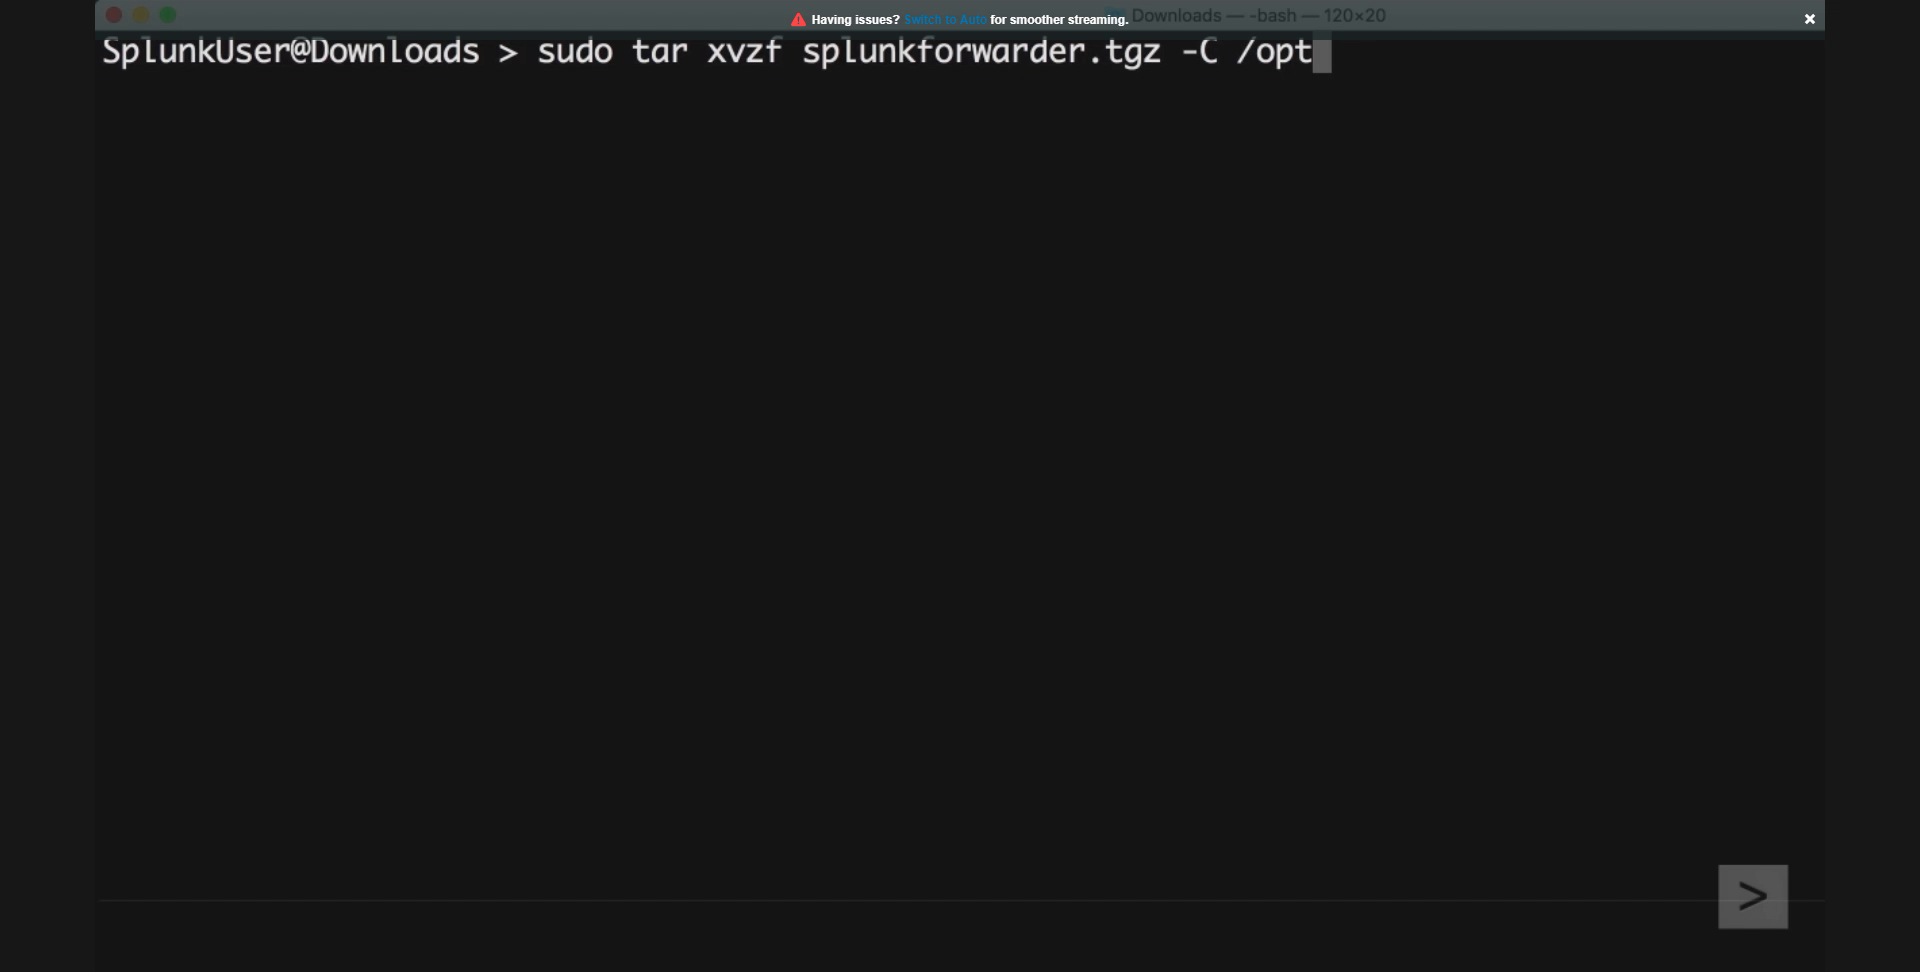 Having issues? Switch to Auto for smoother streaming.
Downloads — -bash — 120×20
SplunkUser@Downloads > sudo tar xvzf splunkforwarder.tgz -C /opt
>